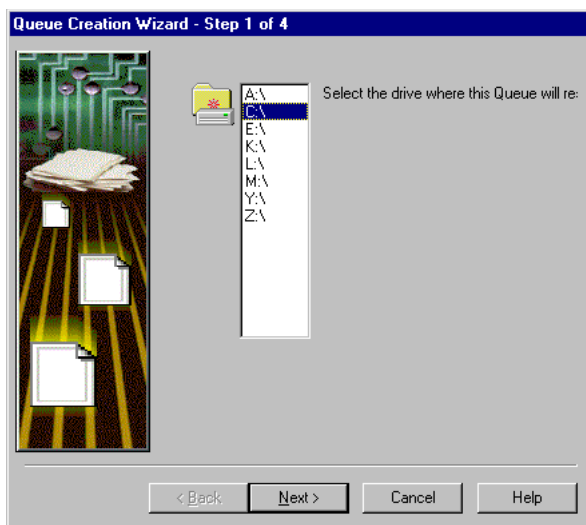 Queue Creation Wizard - Step 1 of 4
A:\
C:\
E:\
K:\
L:\
M:\
Y:\
Z:\
Select the drive where this Queue will re:
< Back
Next >
Cancel
Help